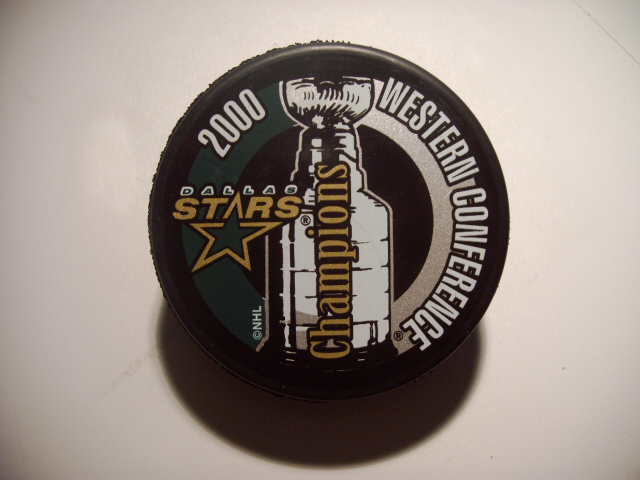 2000 WESTERN CONFERENCE
DALLAS
STARS®
Champions
©NHL
®